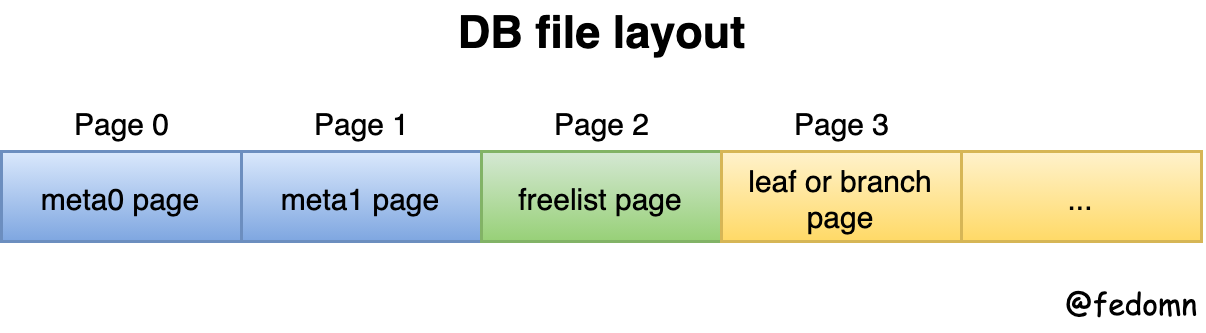 DB file layout
Page 0
Page 1
Page 2
Page 3
meta0 page
meta1 page
freelist page
leaf or branch
page
...
@fedomn